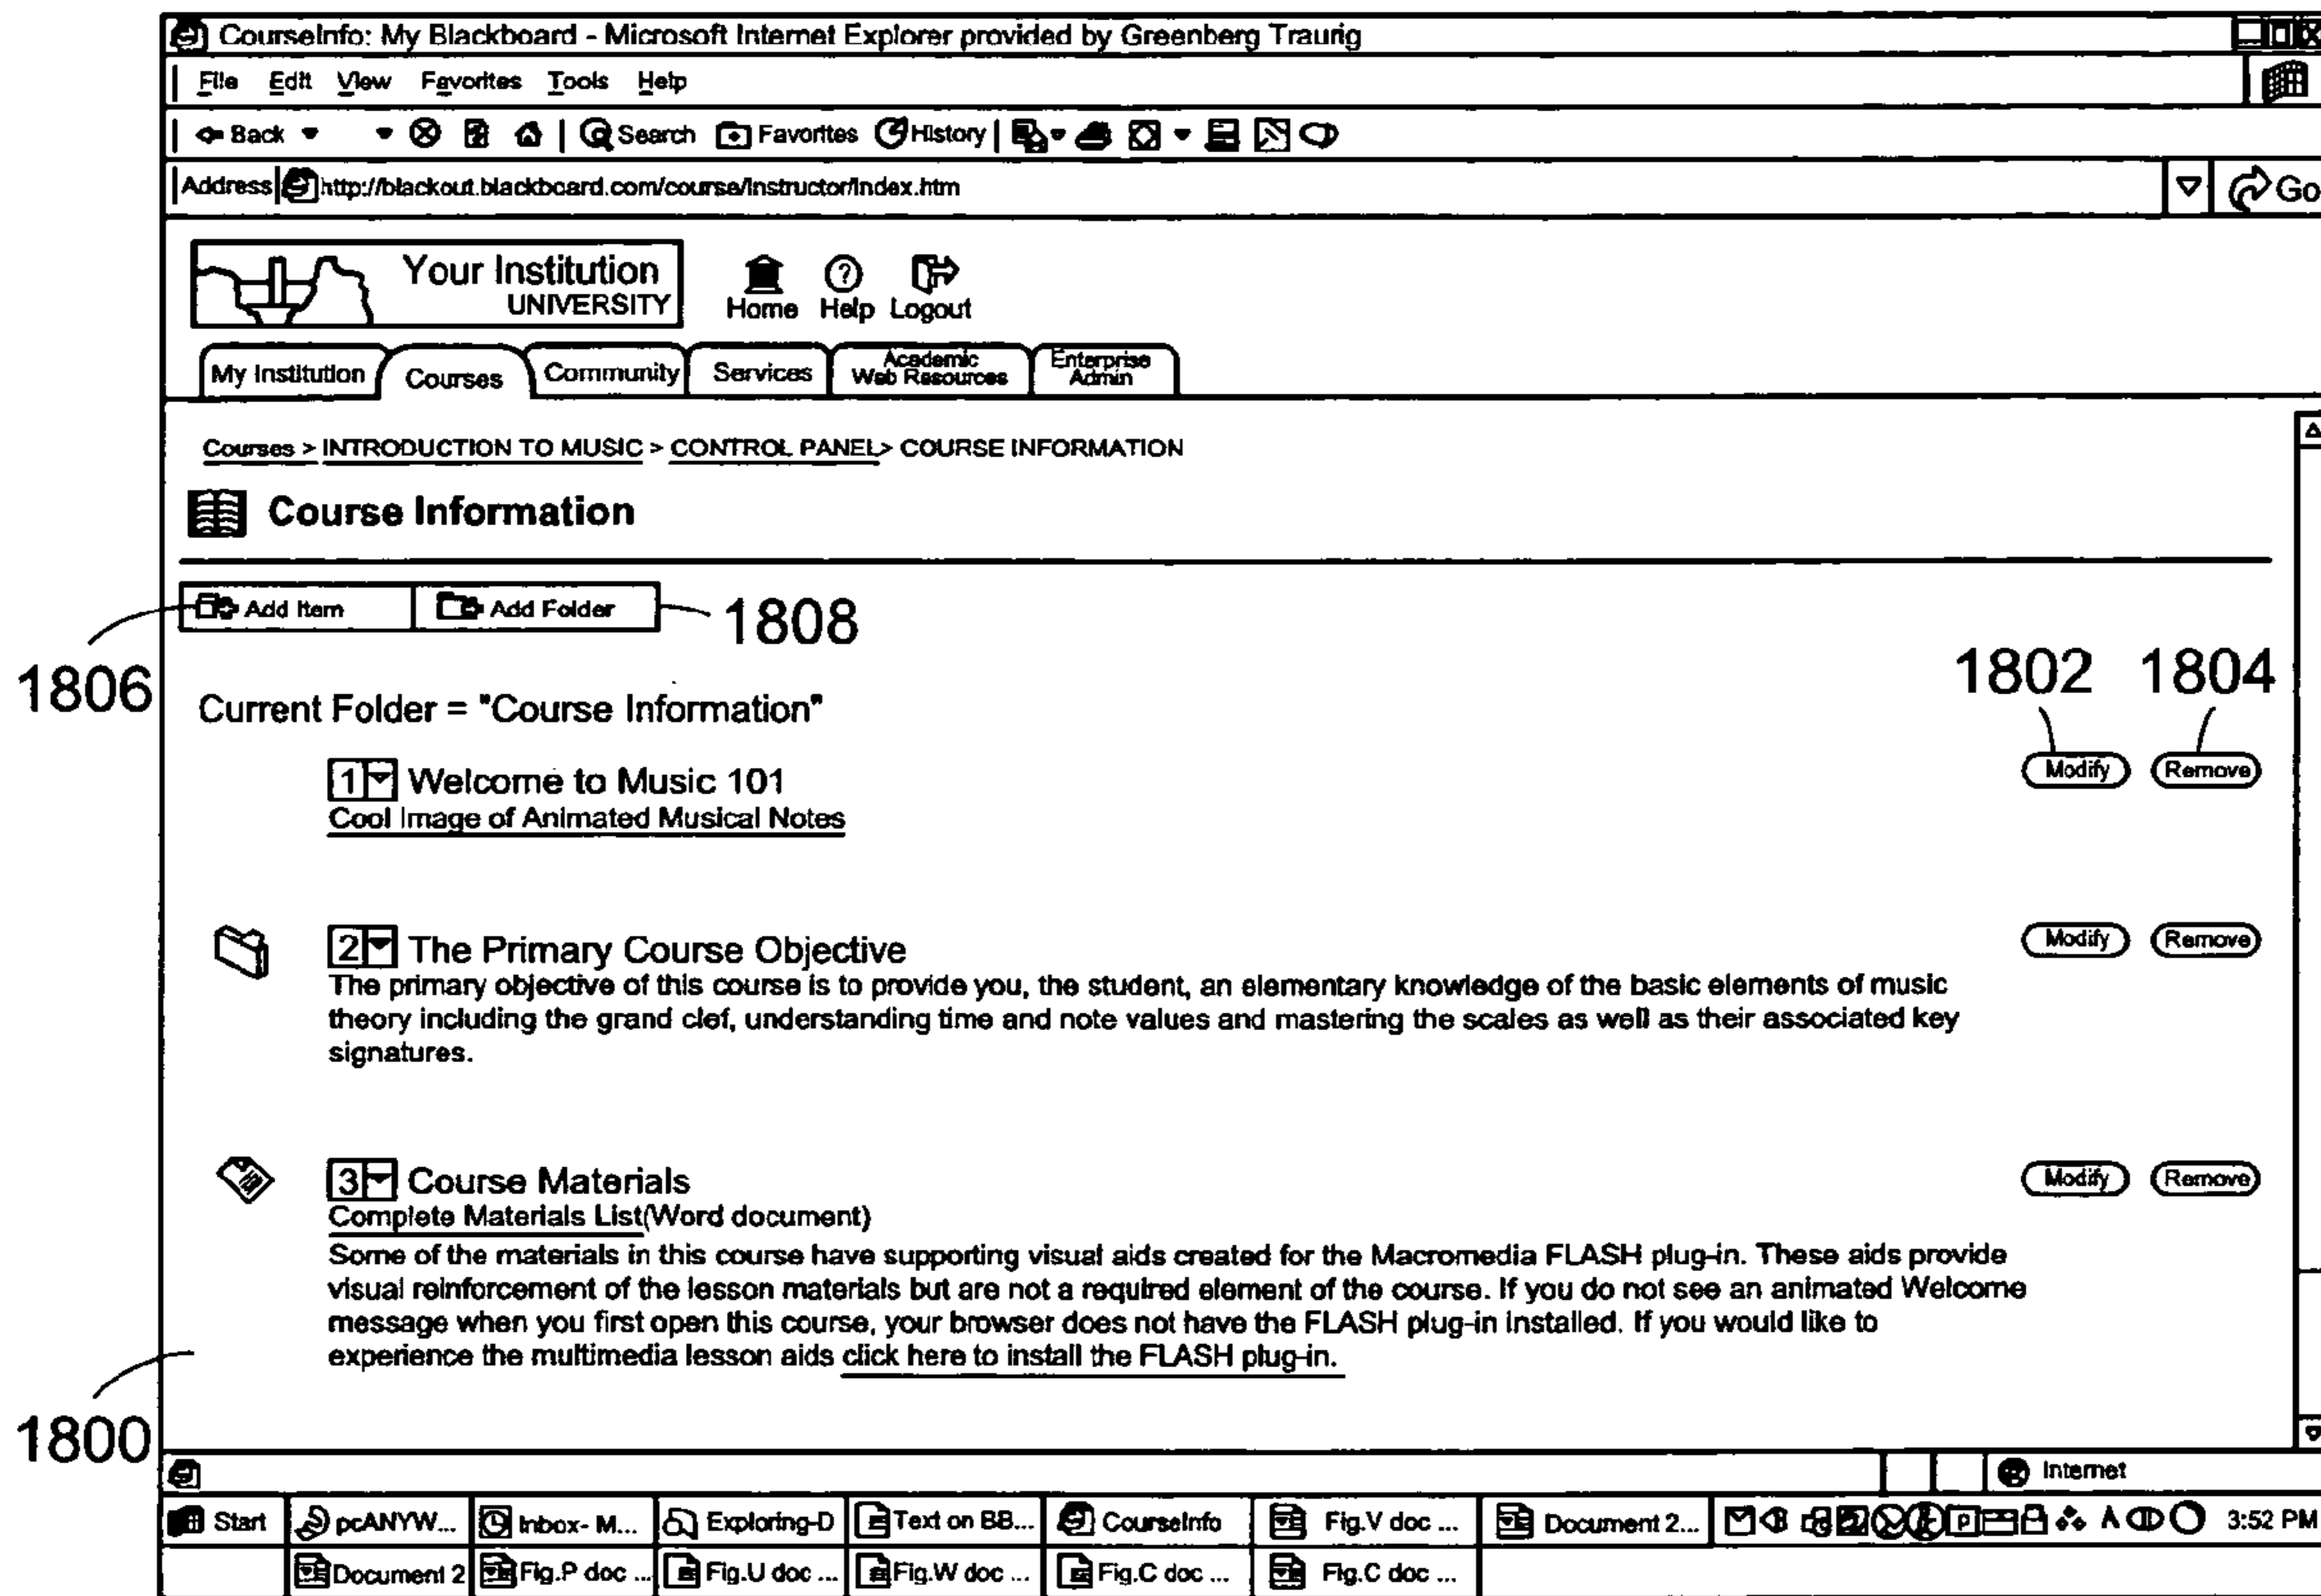 CourseInfo: My Blackboard - Microsoft Internet Explorer provided by Greenberg Traurig
File Edit View Favorites Tools Help
Back Search Favorites History
Address http://blackout.blackboard.com/course/instructor/index.htm Go
Your Institution
UNIVERSITY
Home Help Logout
My Institution Courses Community Services Academic Web Resources Enterprise Admin
Courses > INTRODUCTION TO MUSIC > CONTROL PANEL> COURSE INFORMATION
Course Information
Add Item Add Folder 1808
1806
1802 1804
Current Folder = "Course Information"
1 Welcome to Music 101 Modify Remove
Cool Image of Animated Musical Notes
2 The Primary Course Objective Modify Remove
The primary objective of this course is to provide you, the student, an elementary knowledge of the basic elements of music
theory including the grand clef, understanding time and note values and mastering the scales as well as their associated key
signatures.
3 Course Materials Modify Remove
Complete Materials List(Word document)
Some of the materials in this course have supporting visual aids created for the Macromedia FLASH plug-in. These aids provide
visual reinforcement of the lesson materials but are not a required element of the course. If you do not see an animated Welcome
message when you first open this course, your browser does not have the FLASH plug-in installed. If you would like to
experience the multimedia lesson aids click here to install the FLASH plug-in.
1800
Internet
Start pcANYW... Inbox- M... Exploring-D Text on BB... CourseInfo Fig.V doc ... Document 2... 3:52 PM
Document 2 Fig.P doc ... Fig.U doc ... Fig.W doc ... Fig.C doc ... Fig.C doc ...